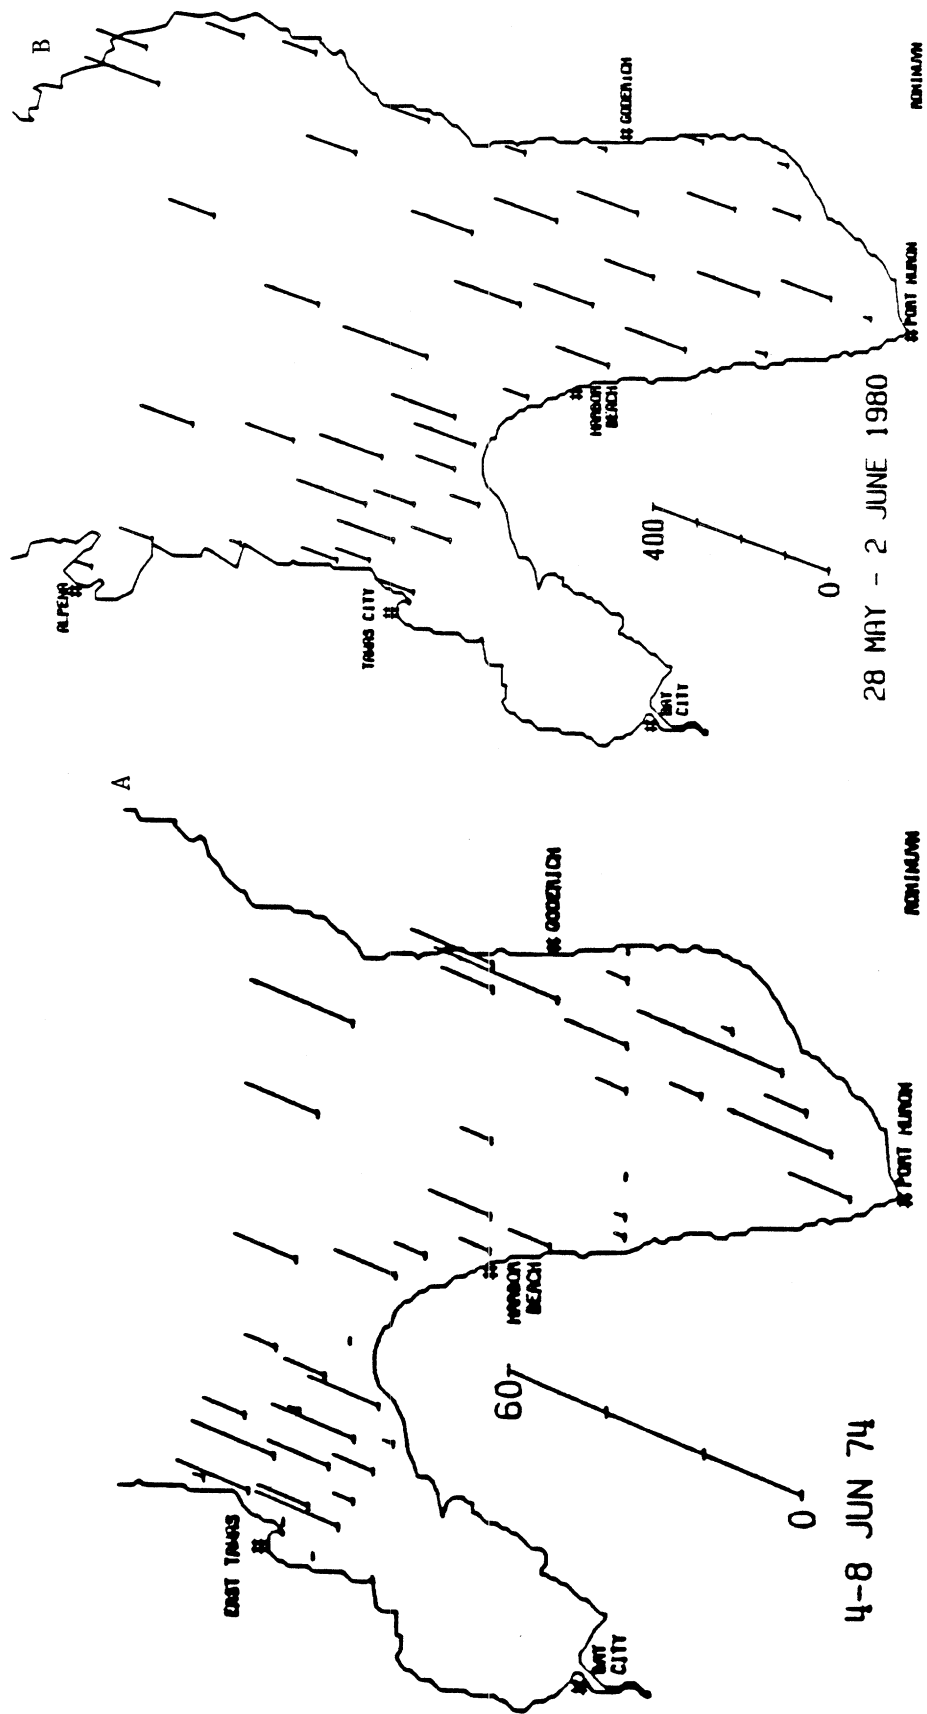 B
ALPENA
TAWAS CITY
BAY
CITY
HARBOR
BEACH
GODERICH
PORT HURON
400
0
28 MAY - 2 JUNE 1980
A
EAST TAWAS
BAY
CITY
HARBOR
BEACH
GODERICH
PORT HURON
60
0
4-8 JUN 74